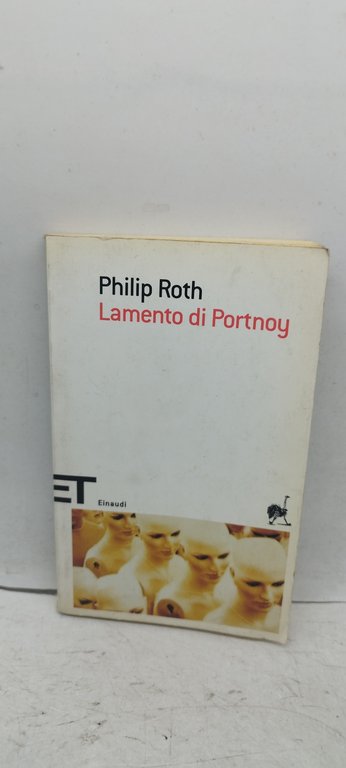 Philip Roth
Lamento di Portnoy
ET
Einaudi